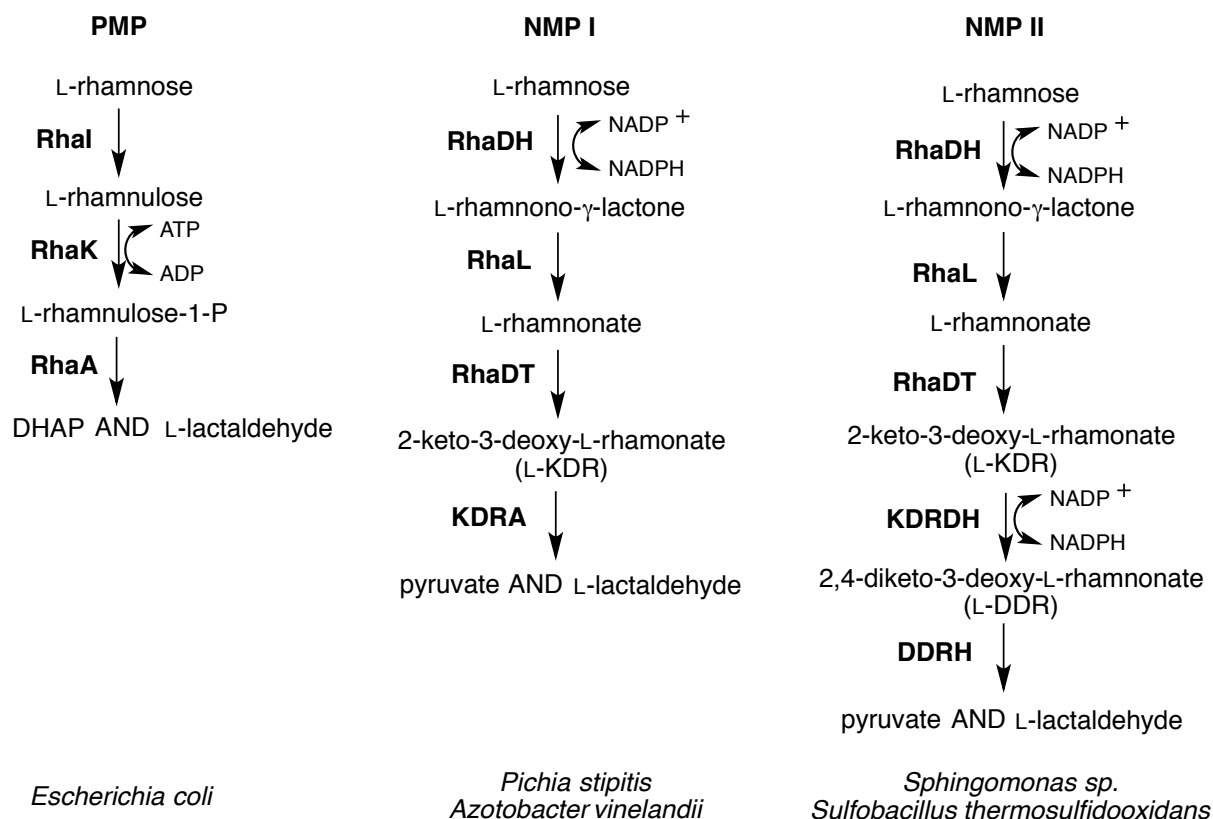 PMP
L-rhamnose
RhaI
L-rhamnulose
RhaK
ATP
ADP
L-rhamnulose-1-P
RhaA
DHAP AND L-lactaldehyde
Escherichia coli
NMP I
L-rhamnose
RhaDH
NADP +
NADPH
L-rhamnono-γ-lactone
RhaL
L-rhamnonate
RhaDT
2-keto-3-deoxy-L-rhamonate
(L-KDR)
KDRA
pyruvate AND L-lactaldehyde
Pichia stipitis
Azotobacter vinelandii
NMP II
L-rhamnose
RhaDH
NADP +
NADPH
L-rhamnono-γ-lactone
RhaL
L-rhamnonate
RhaDT
2-keto-3-deoxy-L-rhamonate
(L-KDR)
KDRDH
NADP +
NADPH
2,4-diketo-3-deoxy-L-rhamnonate
(L-DDR)
DDRH
pyruvate AND L-lactaldehyde
Sphingomonas sp.
Sulfobacillus thermosulfidooxidans